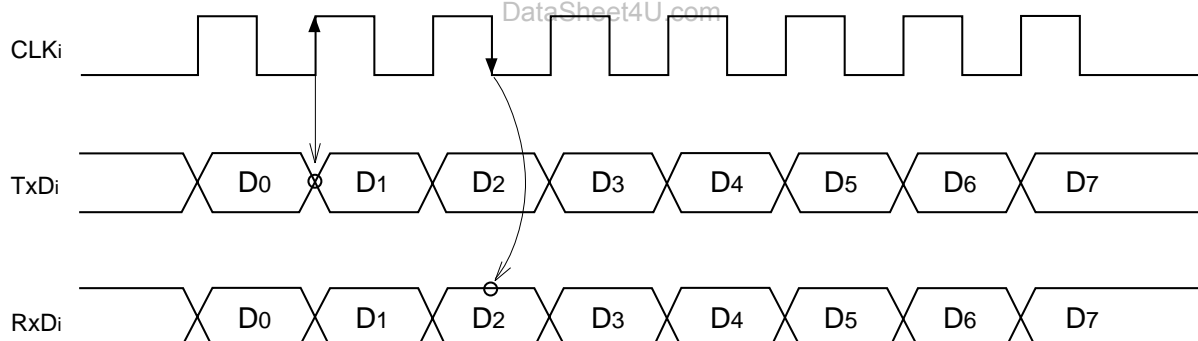 DataSheet4U.com
CLKi
TxDi D0 D1 D2 D3 D4 D5 D6 D7
RxDi D0 D1 D2 D3 D4 D5 D6 D7